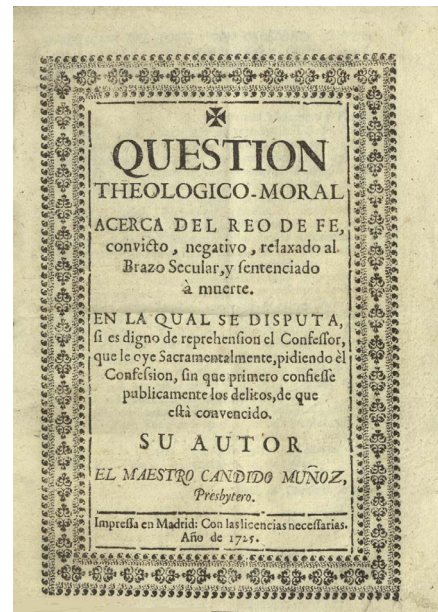 ✠
QUESTION
THEOLOGICO-MORAL
ACERCA DEL REO DE FE,
convicto, negativo, relaxado al
Brazo Secular, y sentenciado
à muerte.
EN LA QUAL SE DISPUTA,
si es digno de reprehension el Confessor,
que le oye Sacramentalmente, pidiendo èl
Confession, sin que primero confiesse
publicamente los delitos, de que
està convencido.
SU AUTOR
EL MAESTRO CANDIDO MUÑOZ,
Presbytero.
Impressa en Madrid: Con las licencias necessarias.
Año de 1725.